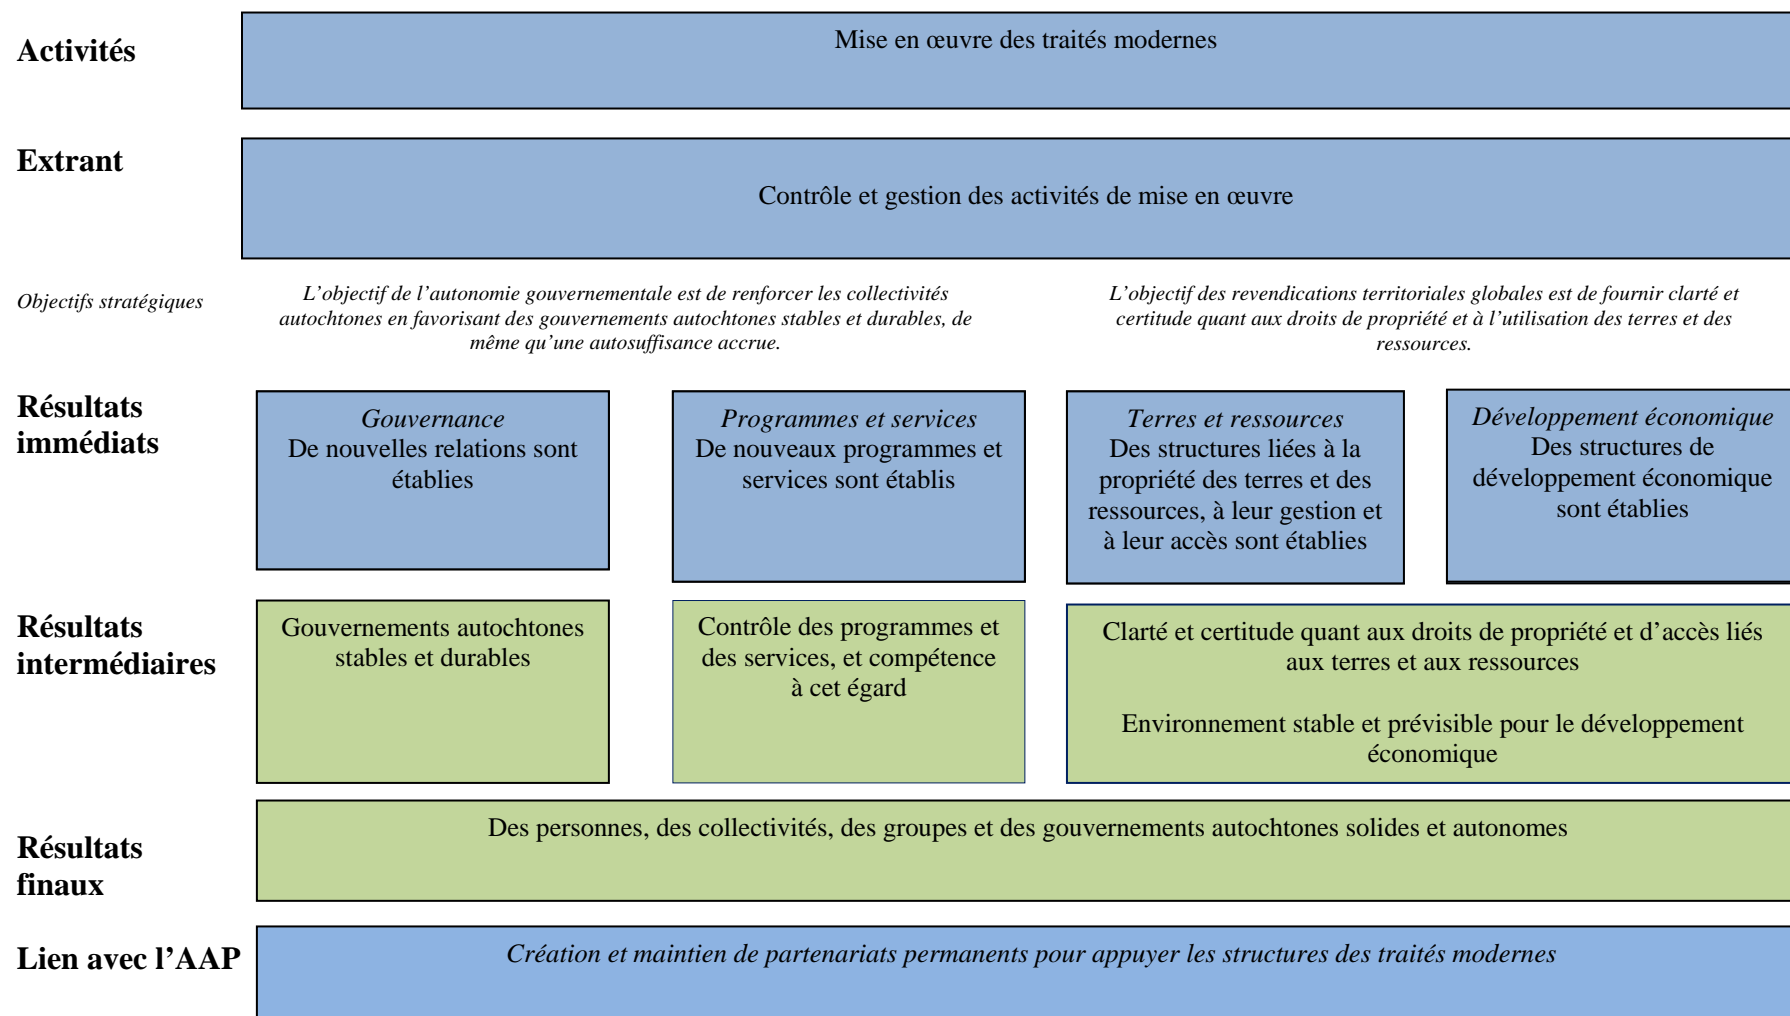 Activités
Mise en œuvre des traités modernes
Extrant
Contrôle et gestion des activités de mise en œuvre
Objectifs stratégiques
L’objectif de l’autonomie gouvernementale est de renforcer les collectivités
autochtones en favorisant des gouvernements autochtones stables et durables, de
même qu’une autosuffisance accrue.
L’objectif des revendications territoriales globales est de fournir clarté et
certitude quant aux droits de propriété et à l’utilisation des terres et des
ressources.
Résultats
immédiats
Gouvernance
De nouvelles relations sont
établies
Programmes et services
De nouveaux programmes et
services sont établis
Terres et ressources
Des structures liées à la
propriété des terres et des
ressources, à leur gestion et
à leur accès sont établies
Développement économique
Des structures de
développement économique
sont établies
Résultats
intermédiaires
Gouvernements autochtones
stables et durables
Contrôle des programmes et
des services, et compétence
à cet égard
Clarté et certitude quant aux droits de propriété et d’accès liés
aux terres et aux ressources
Environnement stable et prévisible pour le développement
économique
Résultats
finaux
Des personnes, des collectivités, des groupes et des gouvernements autochtones solides et autonomes
Lien avec l’AAP
Création et maintien de partenariats permanents pour appuyer les structures des traités modernes